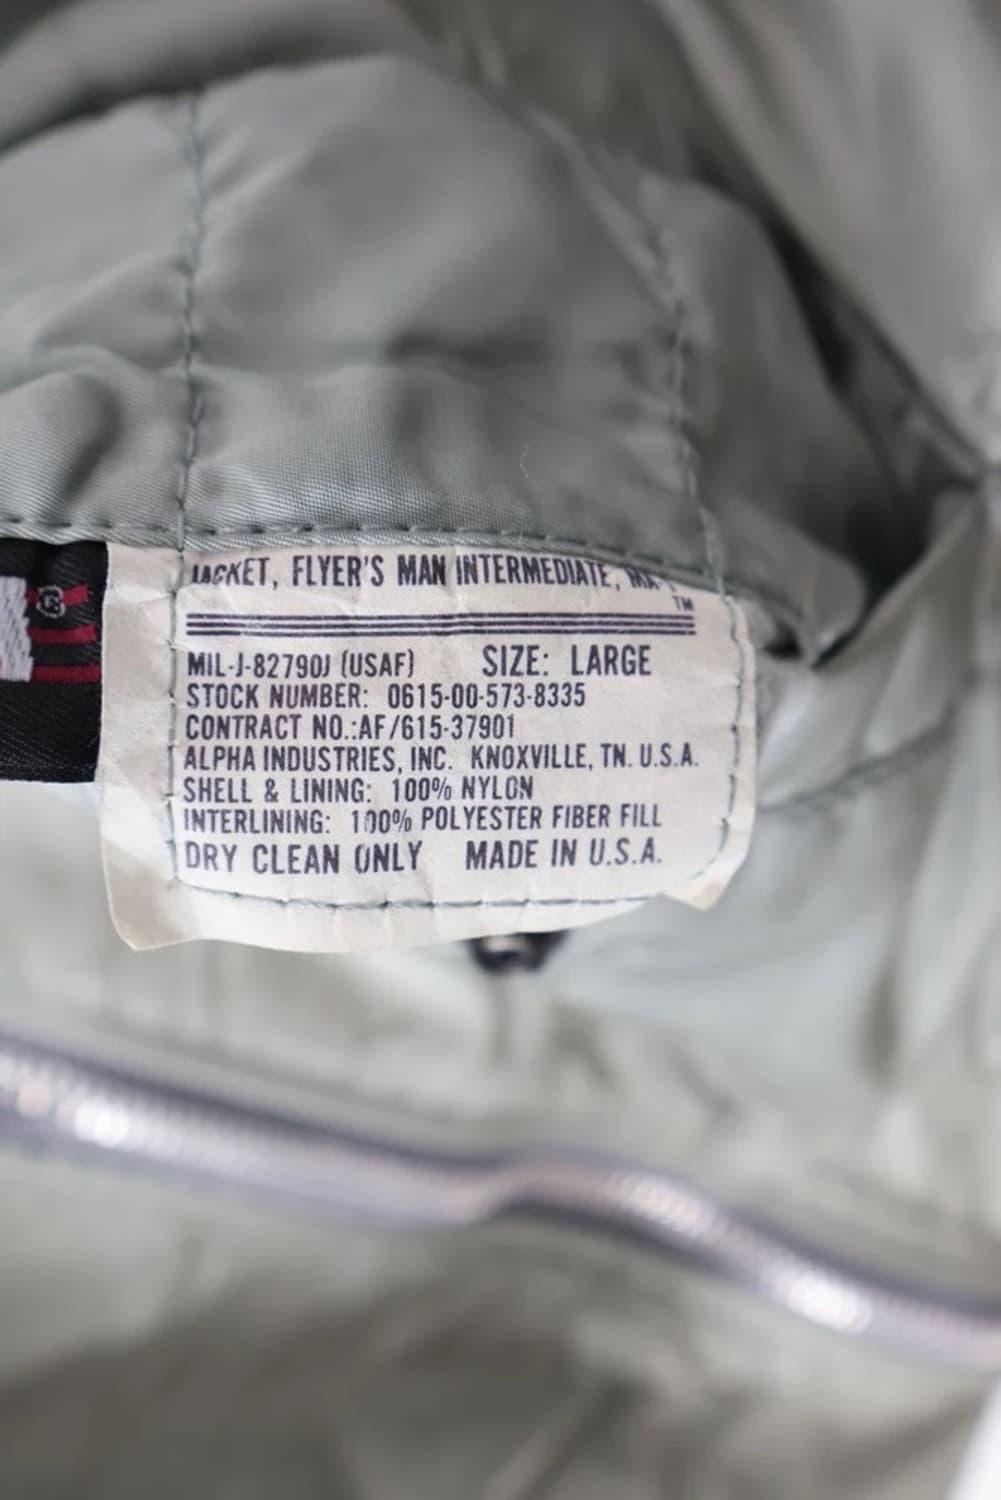 JACKET, FLYER'S MAN INTERMEDIATE, MA-
TM
MIL-J-82790J (USAF) SIZE: LARGE
STOCK NUMBER: 0615-00-573-8335
CONTRACT NO.:AF/615-37901
ALPHA INDUSTRIES, INC. KNOXVILLE, TN. U.S.A.
SHELL & LINING: 100% NYLON
INTERLINING: 100% POLYESTER FIBER FILL
DRY CLEAN ONLY MADE IN U.S.A.
®